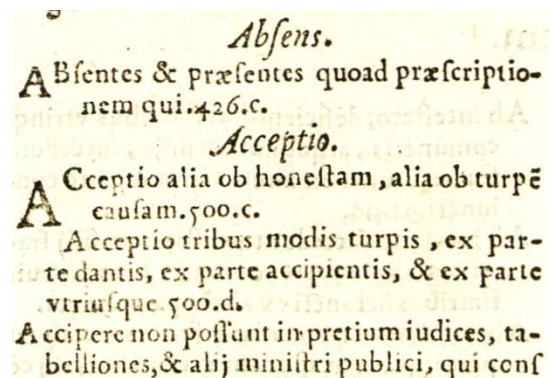 Abſens.
ABſentes & præſentes quoad præſcriptio-
nem qui. 426.c.
Acceptio.
ACceptio alia ob honeſtam, alia ob turpẽ
cauſam. 500.c.
Acceptio tribus modis turpis, ex par-
te dantis, ex parte accipientis, & ex parte
vtriuſque. 500.d.
Accipere non poſſunt in pretium iudices, ta-
belliones, & alij miniſtri publici, qui conſ